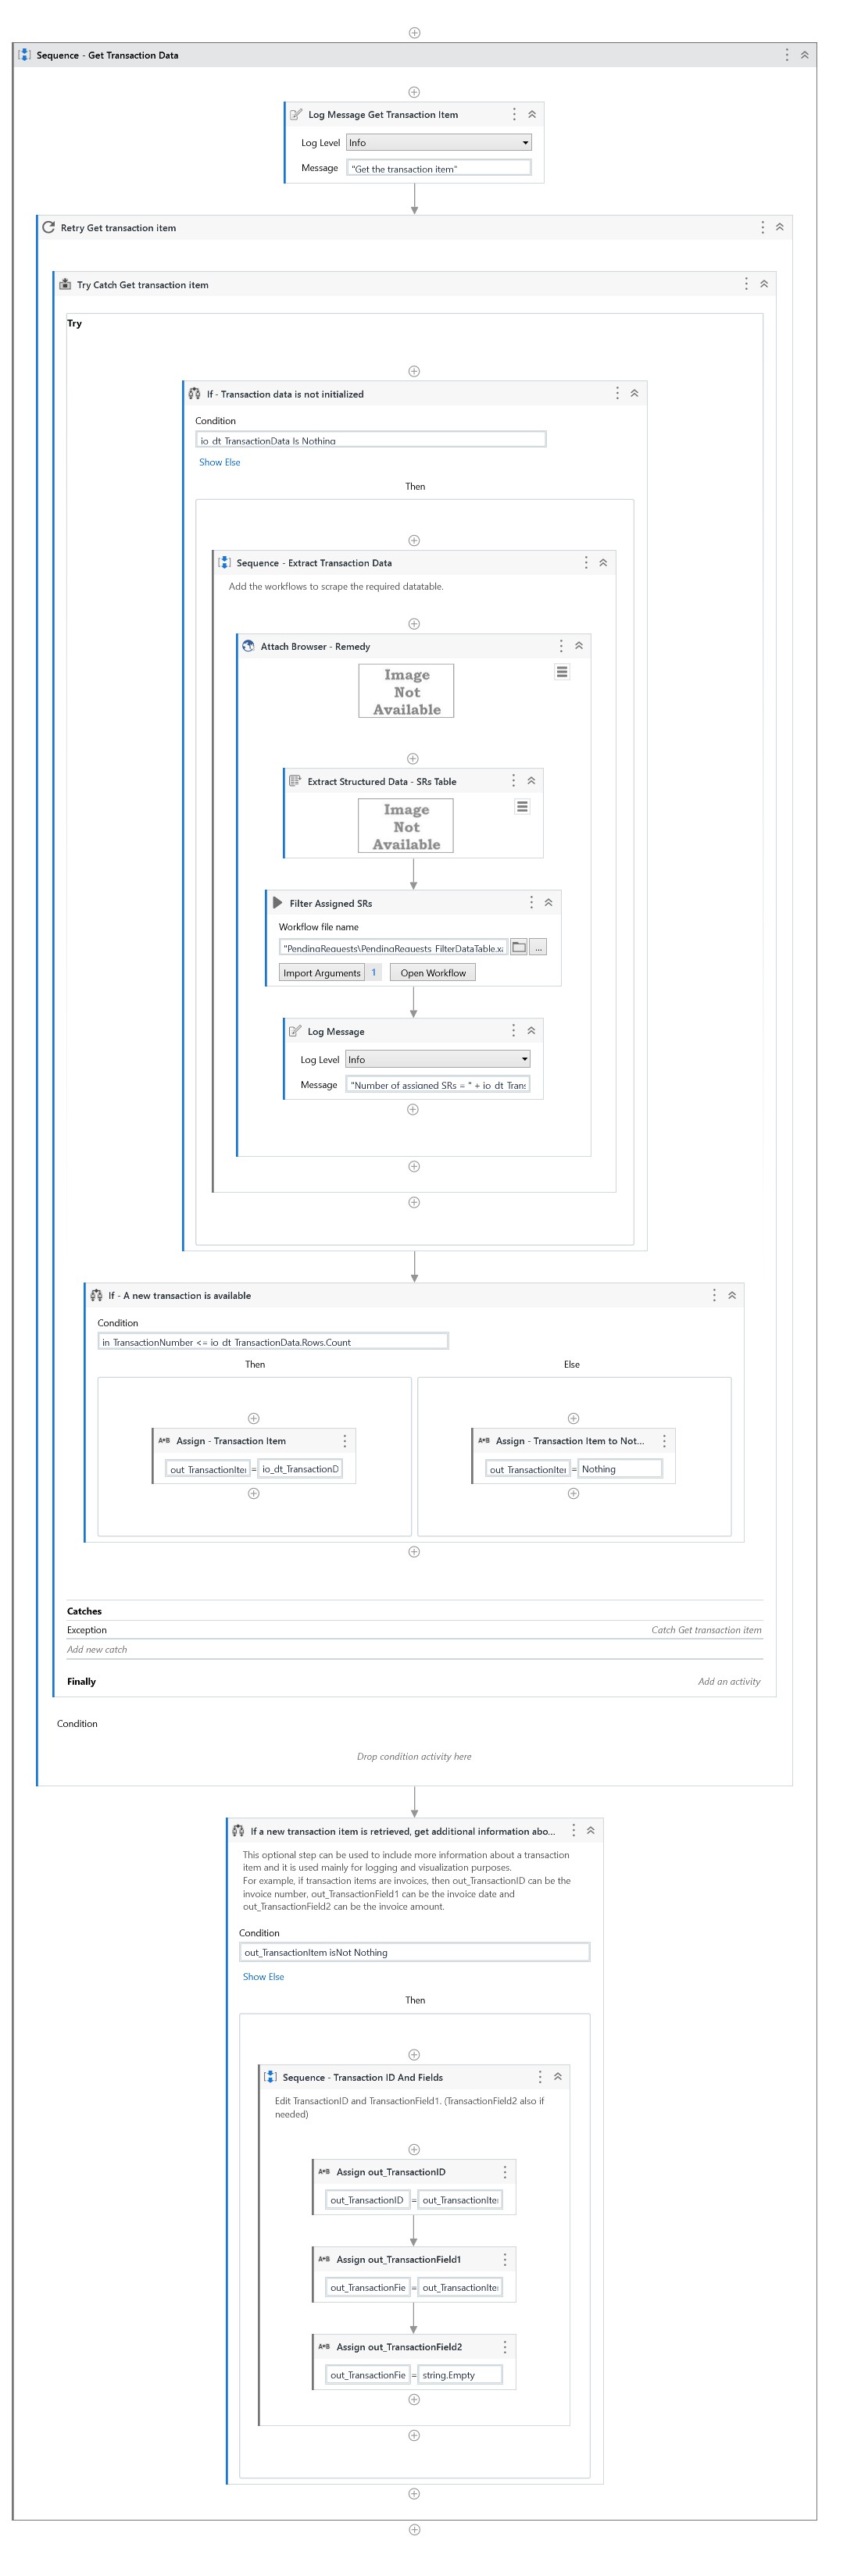 Sequence - Get Transaction Data
Log Message Get Transaction Item
Log Level Info
Message "Get the transaction item"
Retry Get transaction item
Try Catch Get transaction item
Try
If - Transaction data is not initialized
Condition
io_dt_TransactionData Is Nothing
Show Else
Then
Sequence - Extract Transaction Data
Add the workflows to scrape the required datatable.
Attach Browser - Remedy
Image
Not
Available
Extract Structured Data - SRs Table
Image
Not
Available
Filter Assigned SRs
Workflow file name
"PendingRequests\PendingRequests_FilterDataTable.xa ...
Import Arguments 1 Open Workflow
Log Message
Log Level Info
Message "Number of assigned SRs = " + io_dt_Trans
If - A new transaction is available
Condition
in_TransactionNumber <= io_dt_TransactionData.Rows.Count
Then Else
A*B Assign - Transaction Item A*B Assign - Transaction Item to Not...
out_TransactionIte = io_dt_TransactionD out_TransactionIte = Nothing
Catches
Exception Catch Get transaction item
Add new catch
Finally Add an activity
Condition
Drop condition activity here
If a new transaction item is retrieved, get additional information abo...
This optional step can be used to include more information about a transaction
item and it is used mainly for logging and visualization purposes.
For example, if transaction items are invoices, then out_TransactionID can be the
invoice number, out_TransactionField1 can be the invoice date and
out_TransactionField2 can be the invoice amount.
Condition
out_TransactionItem isNot Nothing
Show Else
Then
Sequence - Transaction ID And Fields
Edit TransactionID and TransactionField1. (TransactionField2 also if
needed)
A*B Assign out_TransactionID
out_TransactionID = out_TransactionIte
A*B Assign out_TransactionField1
out_TransactionFie = out_TransactionIte
A*B Assign out_TransactionField2
out_TransactionFie = string.Empty